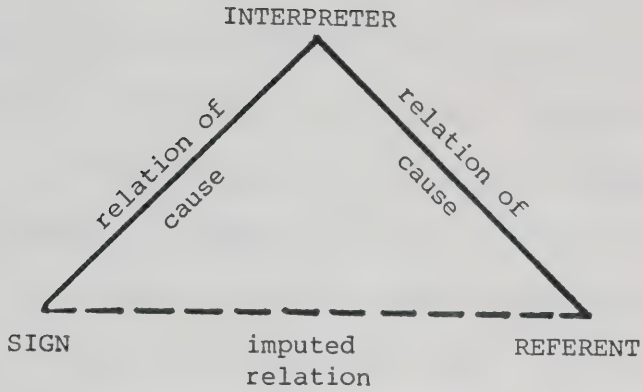 INTERPRETER
relation of
cause
relation of
cause
SIGN
imputed
relation
REFERENT